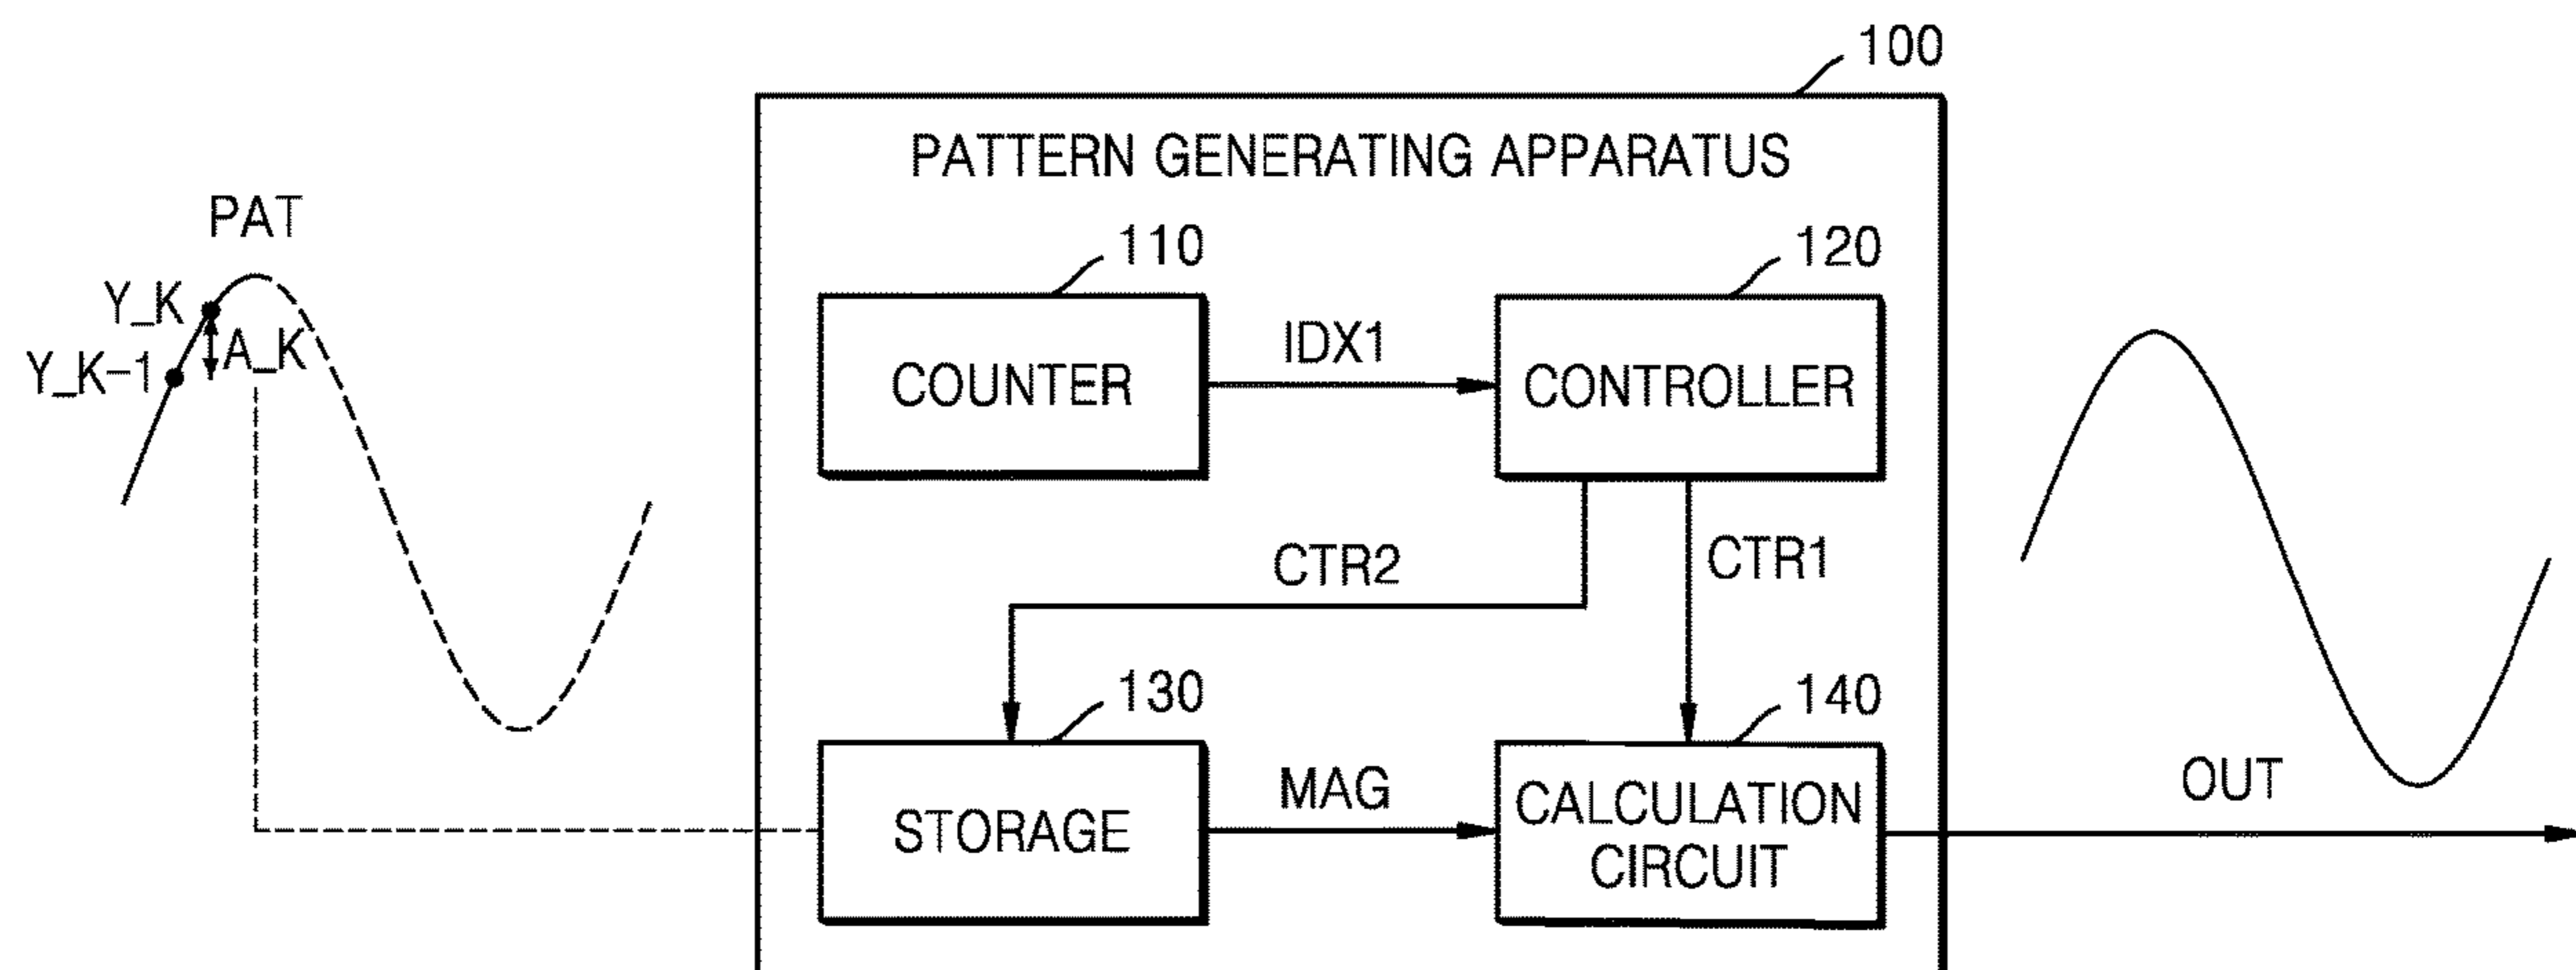 100
PATTERN GENERATING APPARATUS
PAT
Y_K
A_K
Y_K-1
110
120
COUNTER
IDX1
CONTROLLER
CTR2
CTR1
130
140
STORAGE
MAG
CALCULATION
CIRCUIT
OUT